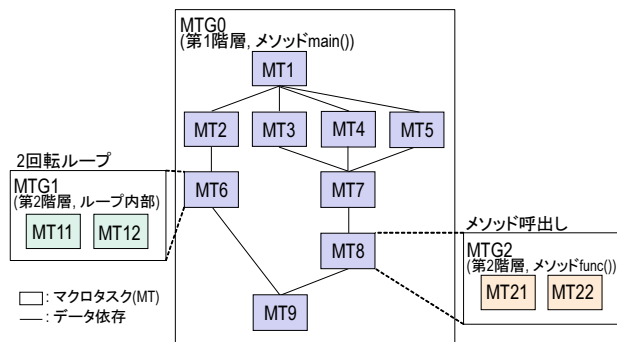 MTG0
(第1階層, メソッドmain())
MT1
MT2
MT3
MT4
MT5
2回転ループ
MTG1
(第2階層, ループ内部)
MT11
MT12
MT6
MT7
メソッド呼出し
MT8
MTG2
(第2階層, メソッドfunc())
MT21
MT22
MT9
: マクロタスク(MT)
: データ依存